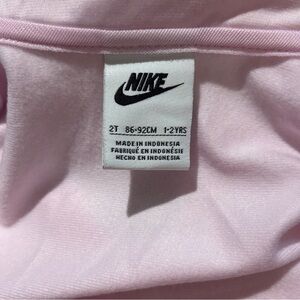 NIKE
2T 86-92CM 1-2YRS
MADE IN INDONESIA
FABRIQUÉ EN INDONÉSIE
HECHO EN INDONESIA